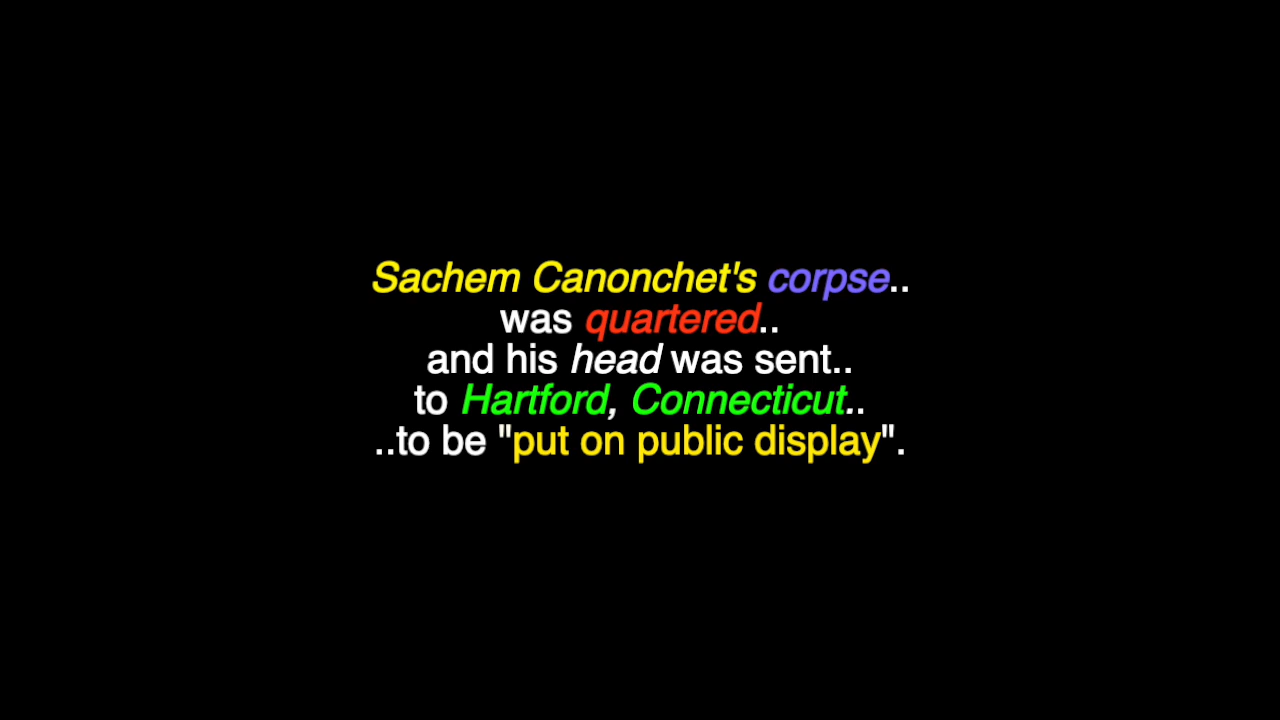 Sachem Canonchet's corpse..
was quartered..
and his head was sent..
to Hartford, Connecticut..
..to be "put on public display".